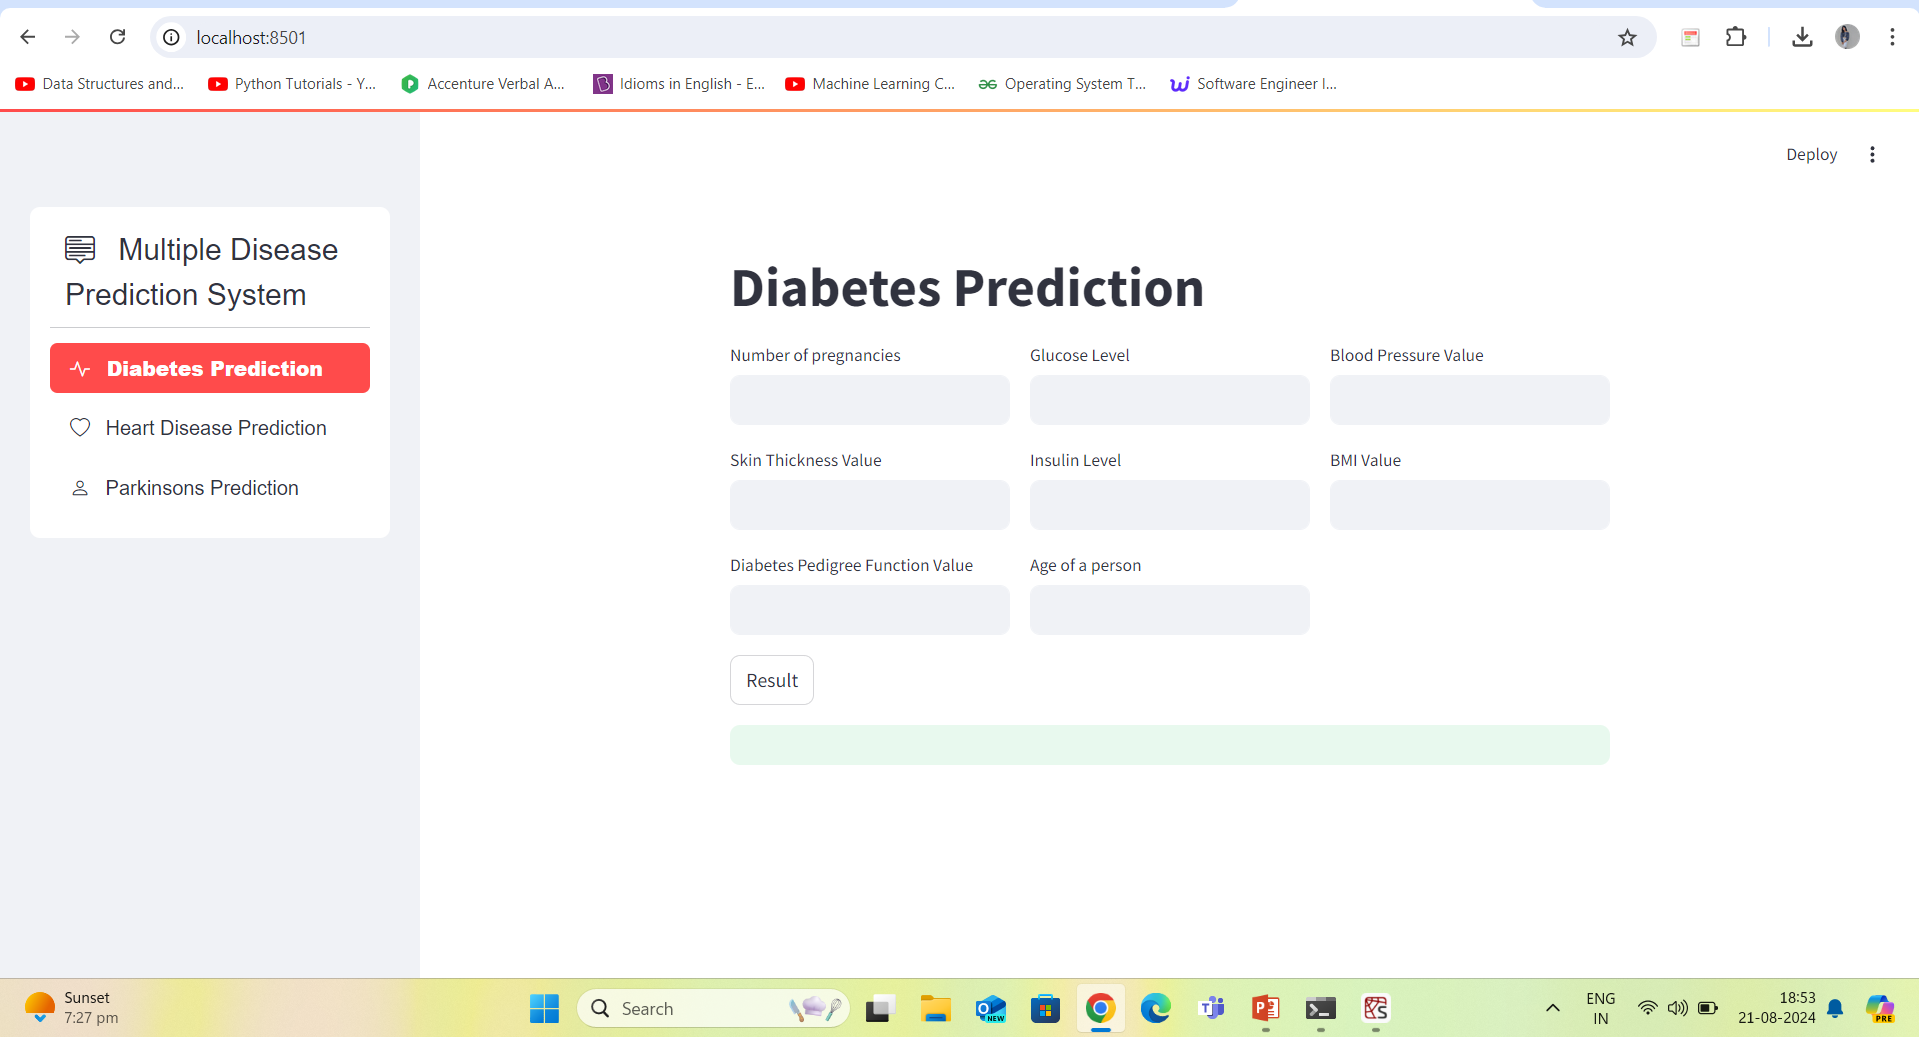 localhost:8501
Data Structures and...
Python Tutorials - Y...
Accenture Verbal A...
Idioms in English - E...
Machine Learning C...
Operating System T...
Software Engineer I...
Deploy
Multiple Disease
Prediction System
Diabetes Prediction
Heart Disease Prediction
Parkinsons Prediction
Diabetes Prediction
Number of pregnancies
Glucose Level
Blood Pressure Value
Skin Thickness Value
Insulin Level
BMI Value
Diabetes Pedigree Function Value
Age of a person
Result
Sunset
7:27 pm
Search
NEW
ENG
IN
18:53
21-08-2024
PRE